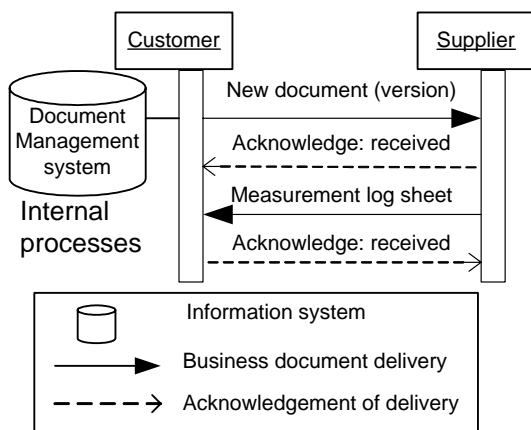 Customer
Supplier
New document (version)
Document
Management
system
Acknowledge: received
Measurement log sheet
Internal
processes
Acknowledge: received
Information system
Business document delivery
Acknowledgement of delivery